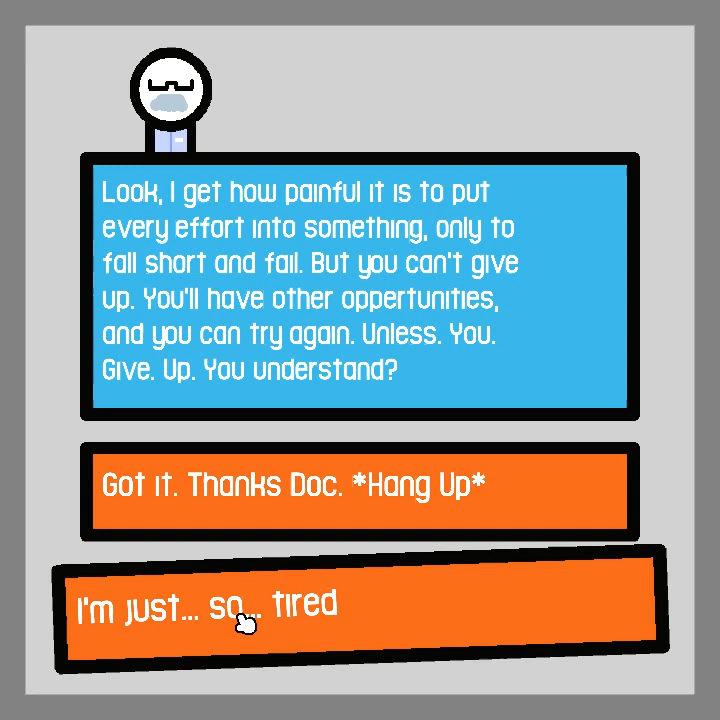 Look, I get how painful it is to put
every effort into something, only to
fall short and fail. But you can't give
up. You'll have other oppertunities,
and you can try again. Unless. You.
Give. Up. You understand?
Got it. Thanks Doc. *Hang Up*
I'm just... so... tired